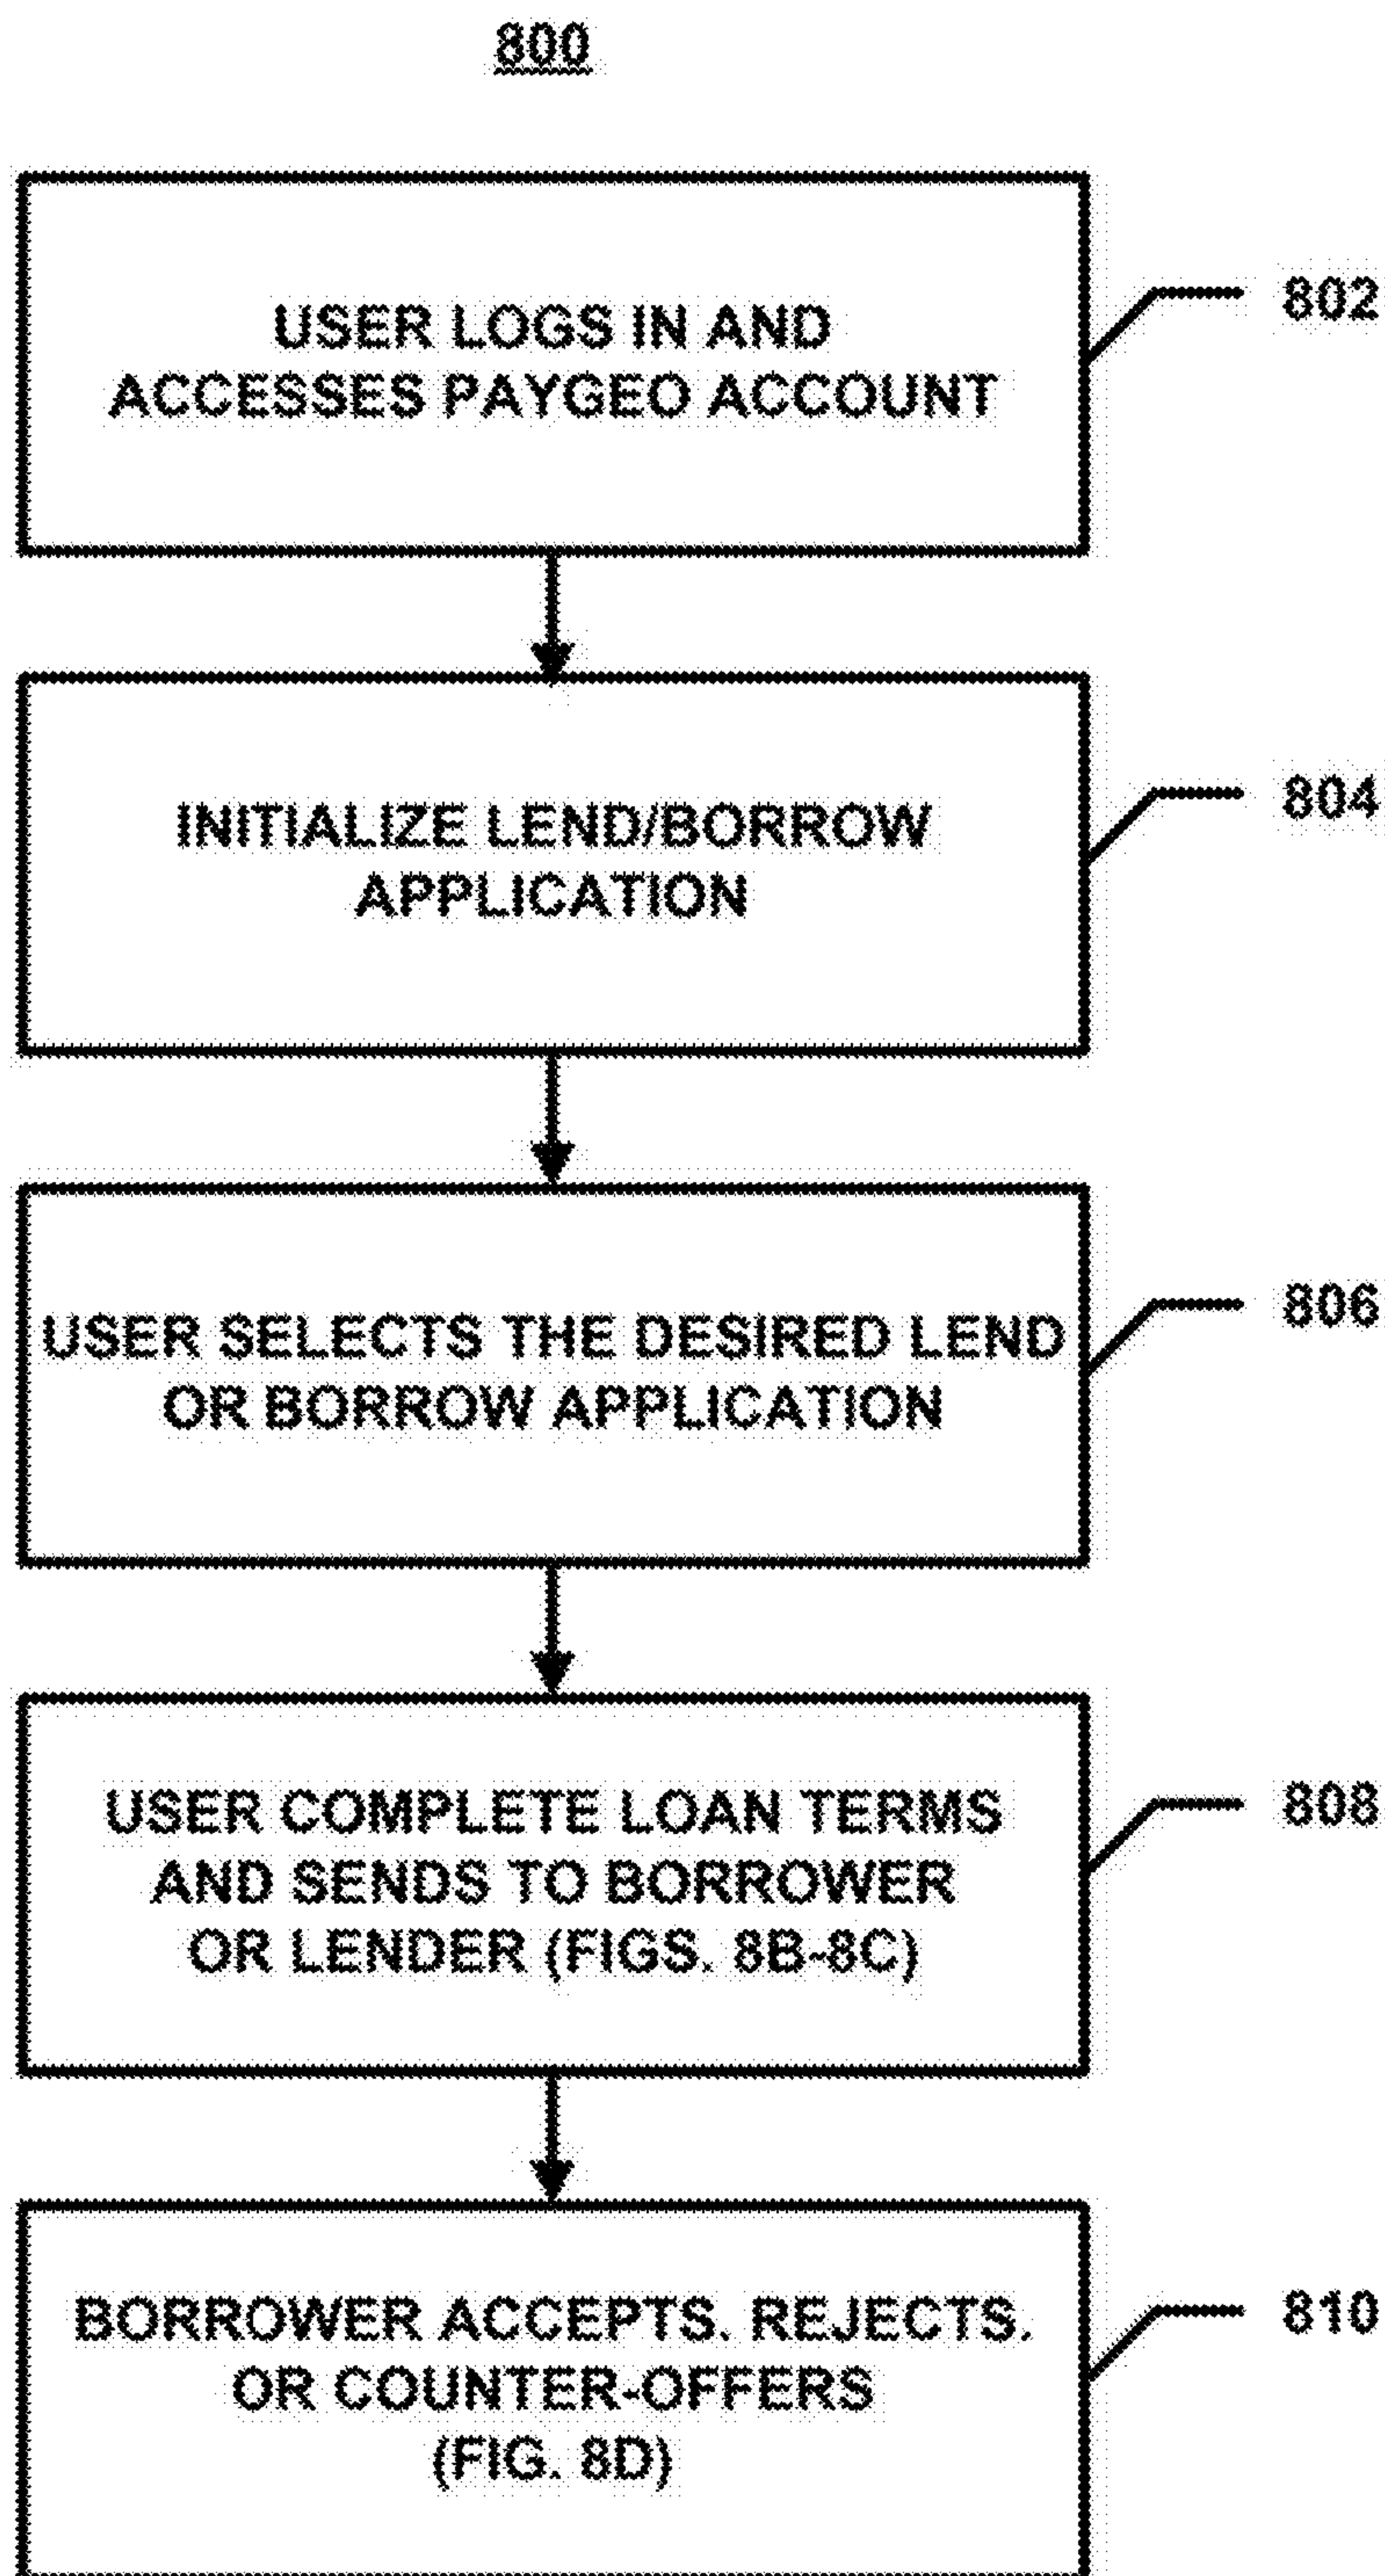 800
USER LOGS IN AND
ACCESSES PAYGEO ACCOUNT
802
INITIALIZE LEND/BORROW
APPLICATION
804
USER SELECTS THE DESIRED LEND
OR BORROW APPLICATION
806
USER COMPLETE LOAN TERMS
AND SENDS TO BORROWER
OR LENDER (FIGS. 8B-8C)
808
BORROWER ACCEPTS. REJECTS.
OR COUNTER-OFFERS
(FIG. 8D)
810